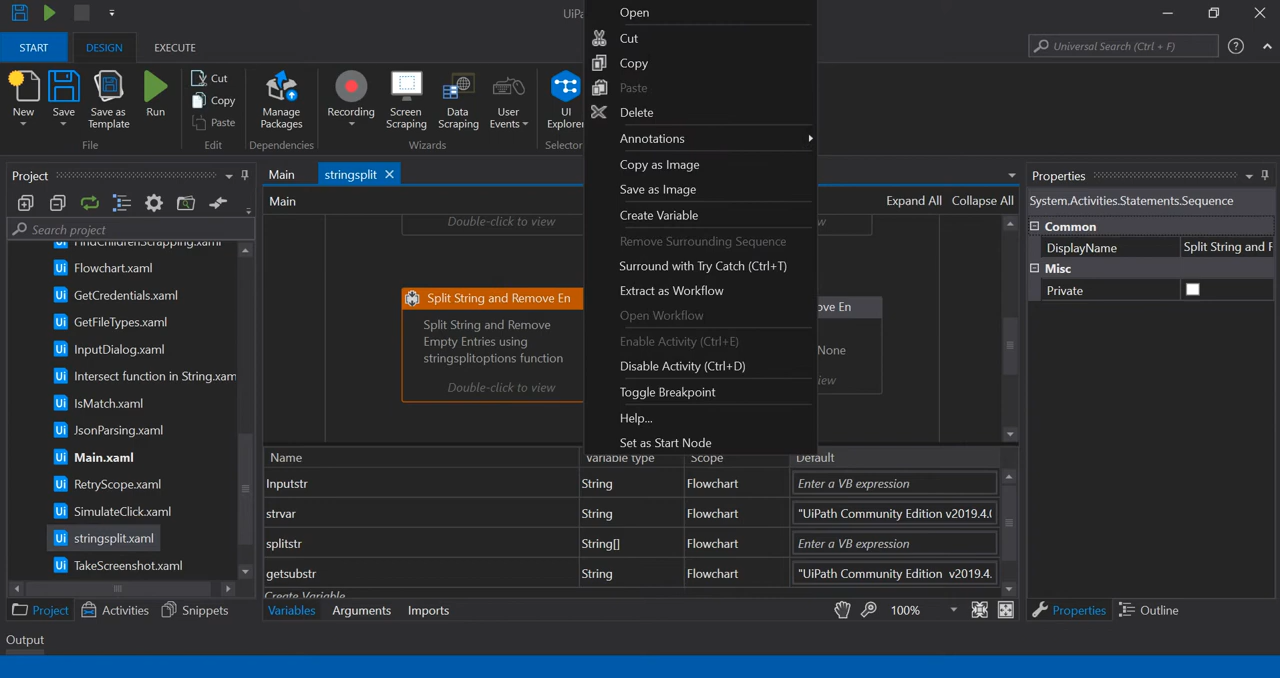 UiPa
START
DESIGN
EXECUTE
Universal Search (Ctrl + F)
New
Save
Save as
Template
Run
File
Cut
Copy
Paste
Edit
Manage
Packages
Dependencies
Recording
Screen
Scraping
Data
Scraping
User
Events
Wizards
UI
Explorer
Selector
Open
Cut
Copy
Paste
Delete
Annotations
Copy as Image
Save as Image
Create Variable
Remove Surrounding Sequence
Surround with Try Catch (Ctrl+T)
Extract as Workflow
Open Workflow
Enable Activity (Ctrl+E)
Disable Activity (Ctrl+D)
Toggle Breakpoint
Help...
Set as Start Node
Project
Search project
FindChildrenScrapping.xaml
Flowchart.xaml
GetCredentials.xaml
GetFileTypes.xaml
InputDialog.xaml
Intersect function in String.xam
IsMatch.xaml
JsonParsing.xaml
Main.xaml
RetryScope.xaml
SimulateClick.xaml
stringsplit.xaml
TakeScreenshot.xaml
Project
Activities
Snippets
Main
stringsplit
Main
Expand All
Collapse All
Double-click to view
Split String and Remove En
Split String and Remove
Empty Entries using
stringsplitoptions function
Double-click to view
ove En
None
iew
Name
Variable type
Scope
Default
Inputstr
String
Flowchart
Enter a VB expression
strvar
String
Flowchart
"UiPath Community Edition v2019.4.
splitstr
String[]
Flowchart
Enter a VB expression
getsubstr
String
Flowchart
"UiPath Community Edition  v2019.4.
Create Variable
Variables
Arguments
Imports
100%
Properties
System.Activities.Statements.Sequence
Common
DisplayName
Split String and R
Misc
Private
Properties
Outline
Output